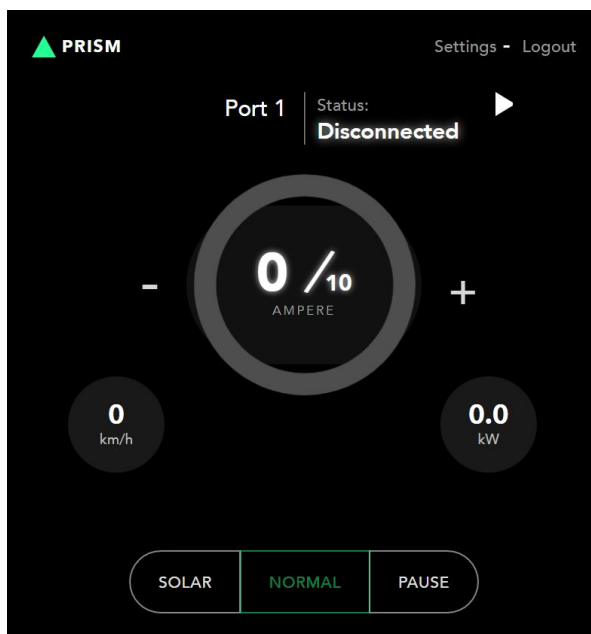 PRISM
Settings - Logout
Port 1
Status:
Disconnected
-
0 /10
+
AMPERE
0
km/h
0.0
kW
SOLAR
NORMAL
PAUSE